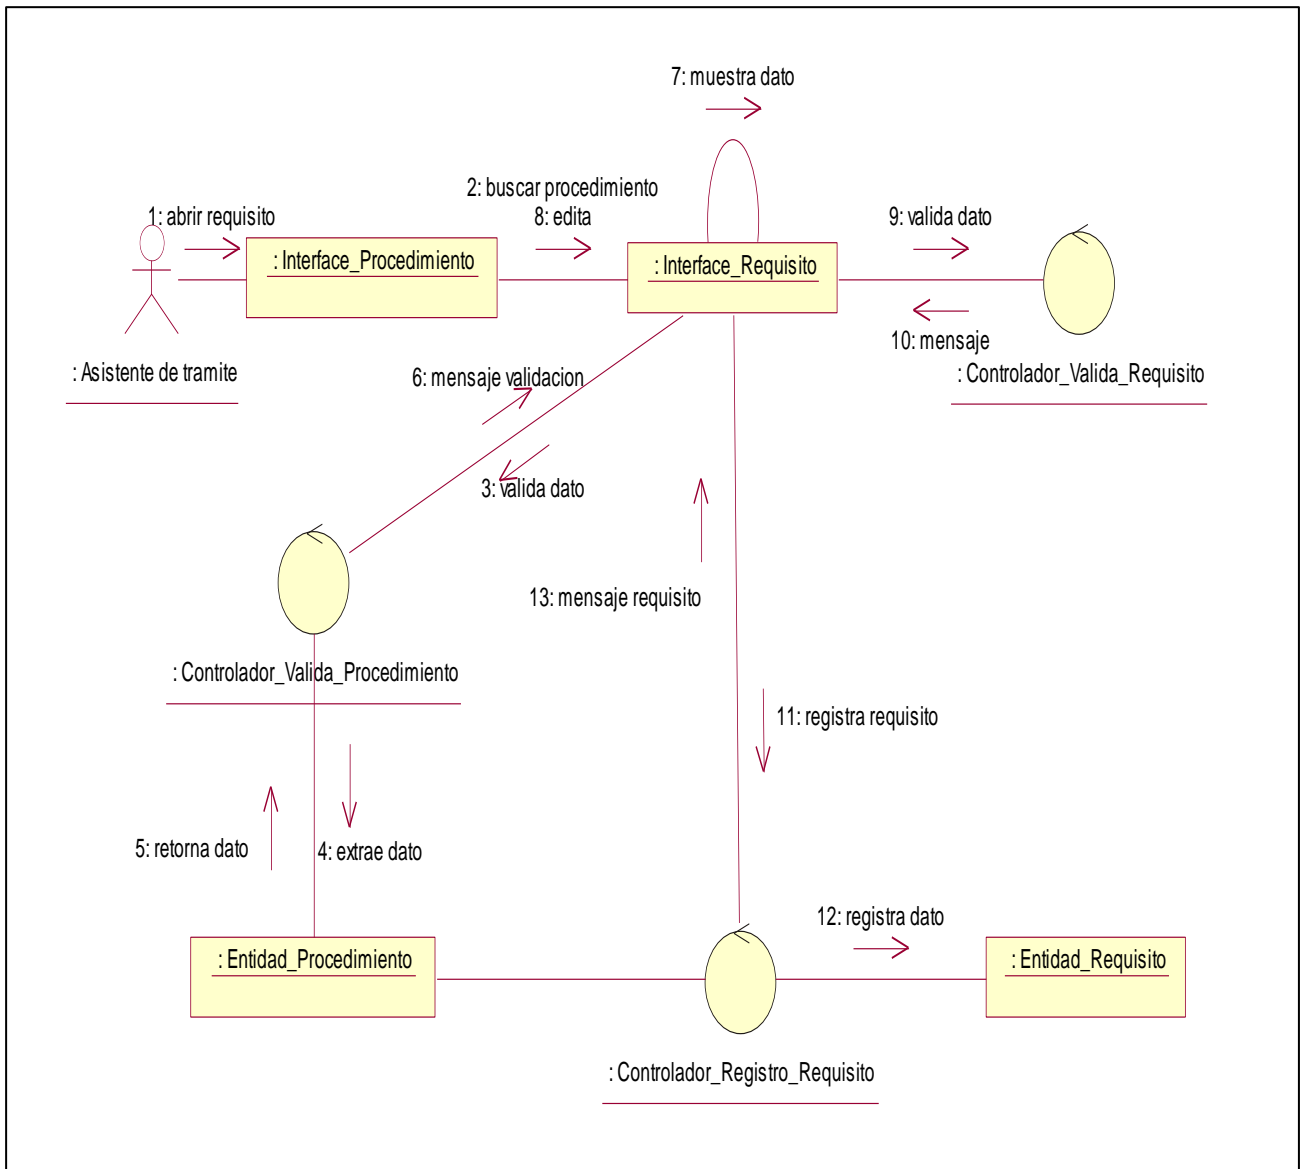 7: muestra dato
2: buscar procedimiento
1: abrir requisito
8: edita
9: valida dato
: Interface_Procedimiento
: Interface_Requisito
10: mensaje
: Asistente de tramite
6: mensaje validacion
: Controlador_Valida_Requisito
3: valida dato
13: mensaje requisito
: Controlador_Valida_Procedimiento
11: registra requisito
5: retorna dato
4: extrae dato
12: registra dato
: Entidad_Procedimiento
: Entidad_Requisito
: Controlador_Registro_Requisito